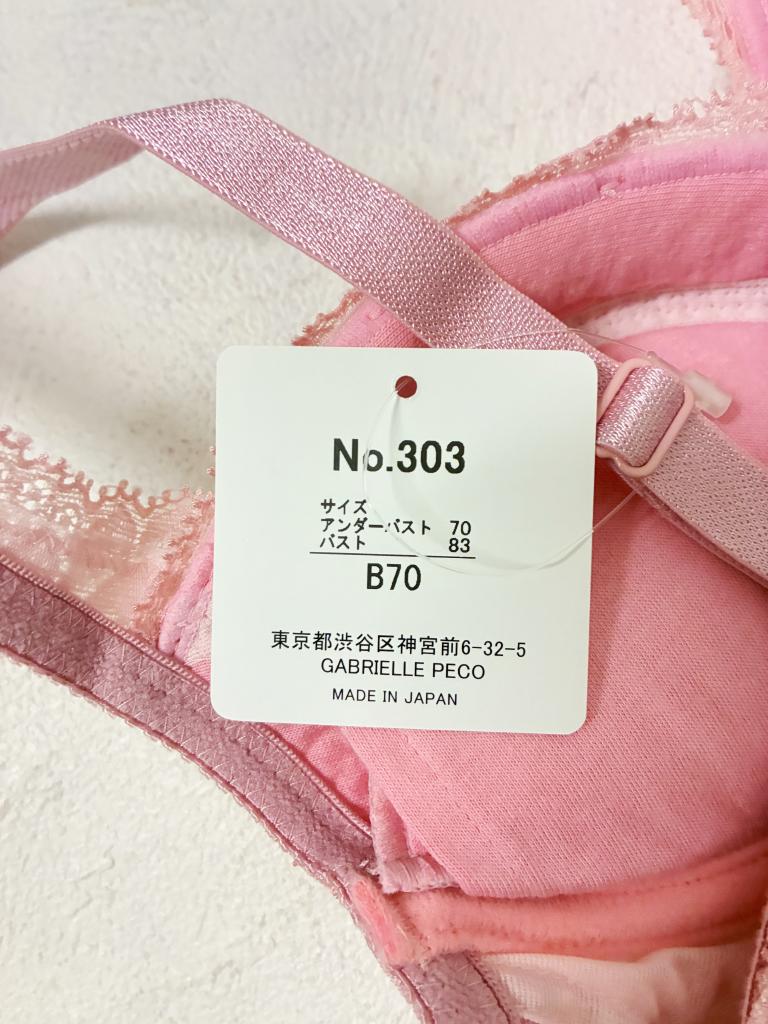 No.303
サイズ
アンダーバスト 70
バスト 83
B70
東京都渋谷区神宮前6-32-5
GABRIELLE PECO
MADE IN JAPAN